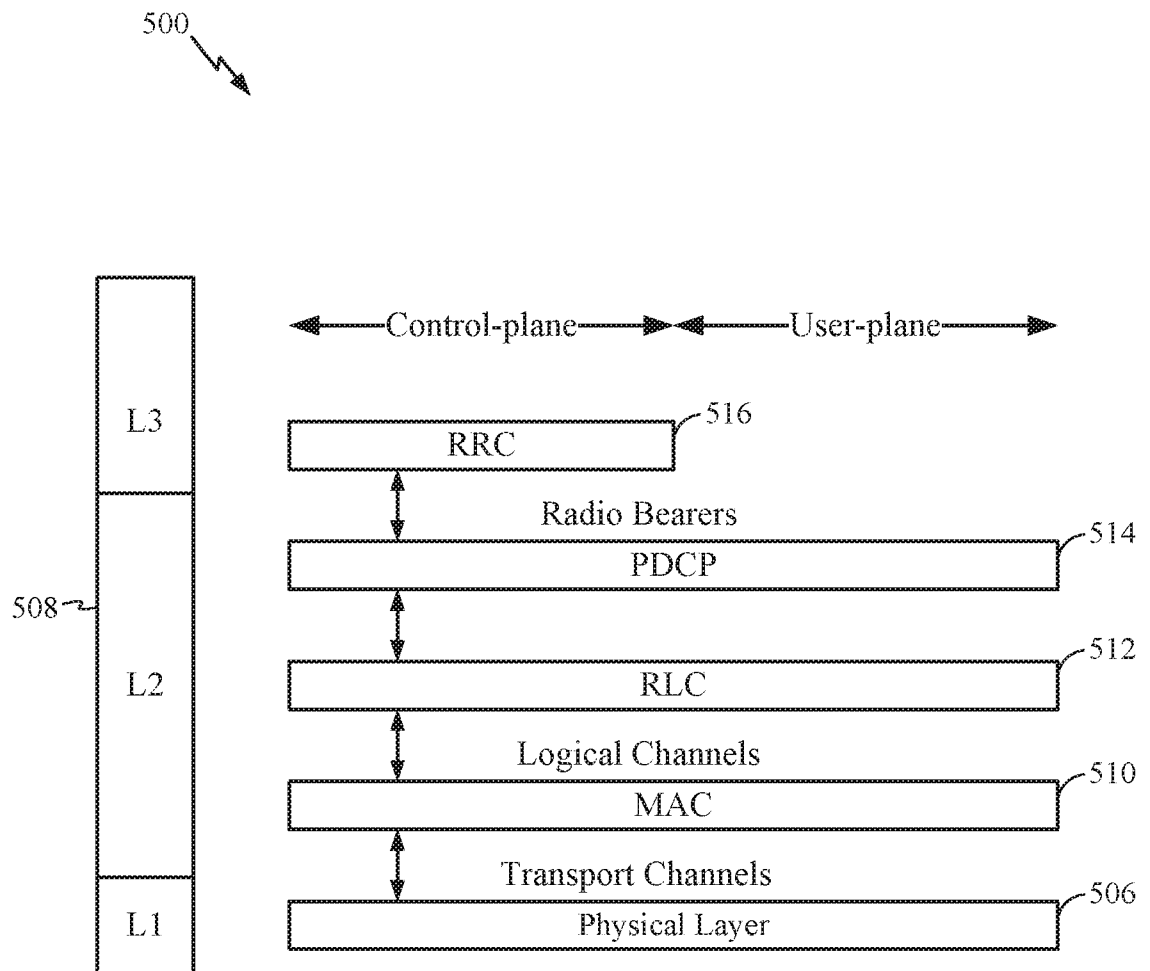 500
Control-plane User-plane
L3
RRC
516
Radio Bearers
514
PDCP
508
512
L2
RLC
Logical Channels
510
MAC
Transport Channels
506
L1
Physical Layer